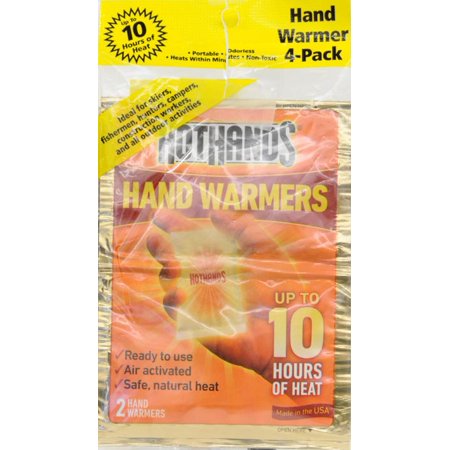 Up To
10
Hours of
Heat
Hand
Warmer
4-Pack
• Portable • Odorless
• Heats Within Minutes • Non-Toxic
Ideal for skiers,
fishermen, hunters, campers,
construction workers,
and all outdoor activities
HOTHANDS
HAND WARMERS
HOTHANDS
UP TO
10
HOURS
OF HEAT
✓Ready to use
✓Air activated
✓Safe, natural heat
2 HAND
WARMERS
Made in the USA
OPEN HERE